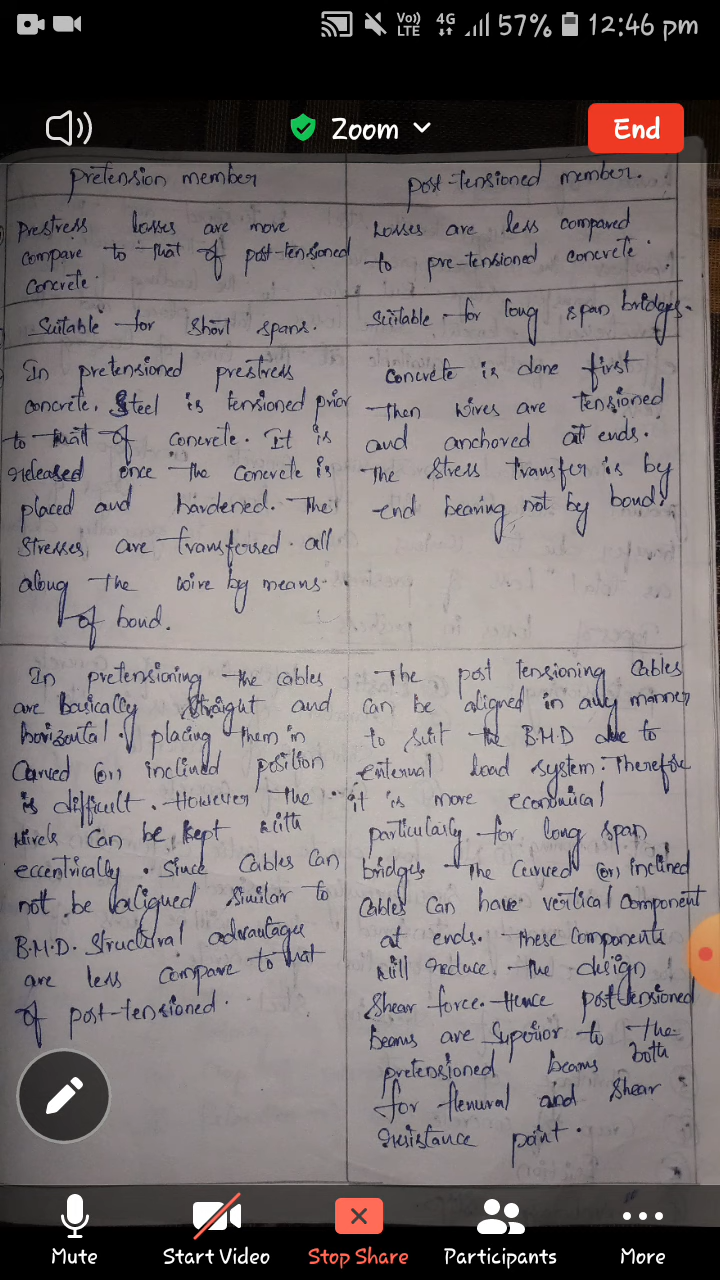 Vo))
LTE
4G
57%
12:46 pm
Zoom
End
pretension member
prestress losses are more
compare to that of post-tensioned
concrete.
Suitable for short spans.
In pretensioned prestress
concrete. Steel is tensioned prior
to that of concrete. It is
released once the concrete is
placed and hardened. The
stresses are transfered all
along the wire by means
of bond.
In pretensioning the cables
are basically straight and
horizontal. placing them in
Curved (or) inclined position
is difficult. However the
wires can be kept with
eccentrically. Since Cables Can
not be aligned similar to
B.M.D. Structural advantages
are less compare to that
of post-tensioned.
post-tensioned member.
Losses are less compared
to pre-tensioned concrete.
Suitable for long span bridges.
Concrete is done first
then wires are tensioned
and anchored at ends.
The stress transfer is by
end bearing not by bond.
The post tensioning Cables
can be aligned in any manner
to suit the B.M.D due to
external load system. Therefore
it is more economical
particularly for long span
bridges. The Curved (or) inclined
Cables Can have vertical Component
at ends. These Components
will reduce the design
Shear force. Hence post tensioned
beams are Superior to the
pretensioned beams both
for flexural and shear
resistance point.
Mute
Start Video
Stop Share
Participants
More